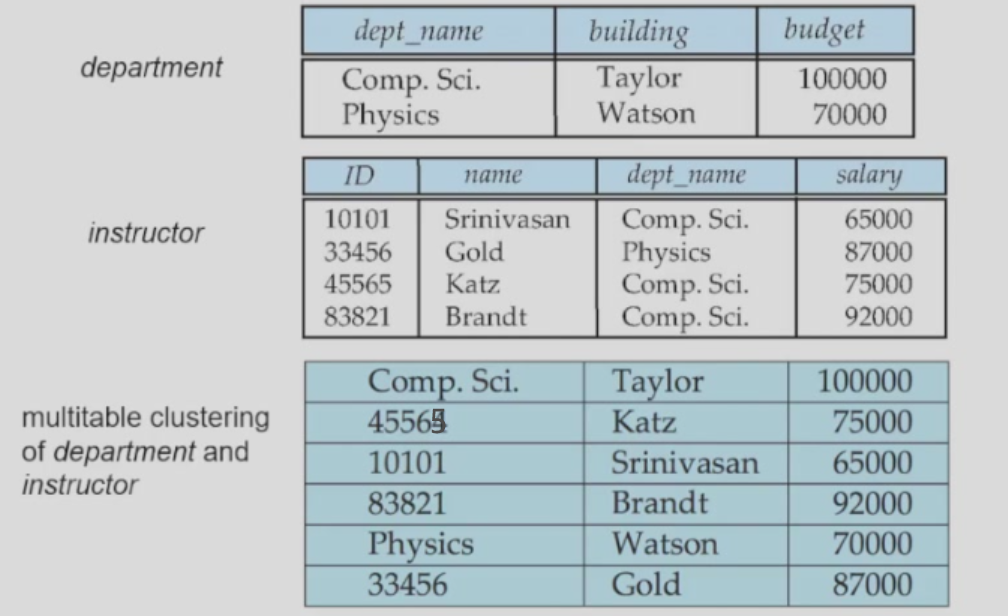 department
dept_name building budget
Comp. Sci. Taylor 100000
Physics Watson 70000
instructor
ID name dept_name salary
10101 Srinivasan Comp. Sci. 65000
33456 Gold Physics 87000
45565 Katz Comp. Sci. 75000
83821 Brandt Comp. Sci. 92000
multitable clustering
of department and
instructor
Comp. Sci. Taylor 100000
Katz 75000
10101 Srinivasan 65000
83821 Brandt 92000
Physics Watson 70000
33456 Gold 87000